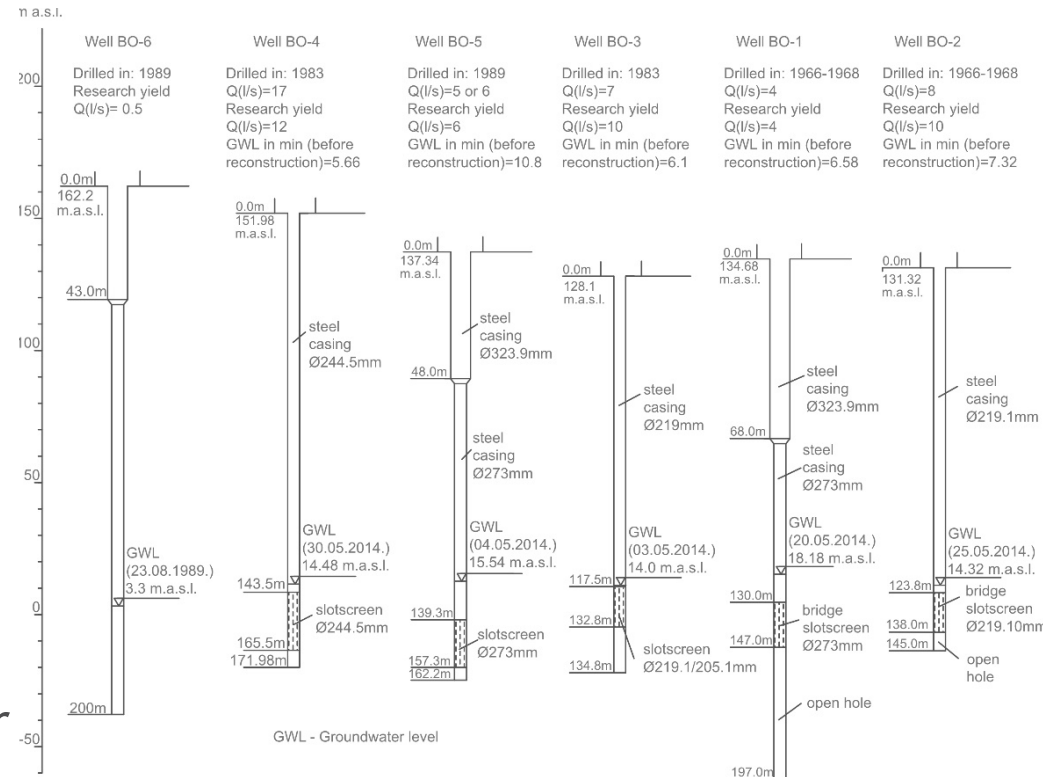 m a.s.l.
200
150
100
50
0
-50
Well BO-6
Drilled in: 1989
Research yield
Q(l/s)= 0.5
0.0m
162.2
m.a.s.l.
43.0m
GWL
(23.08.1989.)
3.3 m.a.s.l.
200m
Well BO-4
Drilled in: 1983
Q(l/s)=17
Research yield
Q(l/s)=12
GWL in min (before
reconstruction)=5.66
0.0m
151.98
m.a.s.l.
steel
casing
Ø244.5mm
GWL
(30.05.2014.)
14.48 m.a.s.l.
143.5m
slotscreen
Ø244.5mm
165.5m
171.98m
Well BO-5
Drilled in: 1989
Q(l/s)=5 or 6
Research yield
Q(l/s)=6
GWL in min (before
reconstruction)=10.8
0.0m
137.34
m.a.s.l.
steel
casing
Ø323.9mm
48.0m
steel
casing
Ø273mm
GWL
(04.05.2014.)
15.54 m.a.s.l.
139.3m
slotscreen
Ø273mm
157.3m
162.2m
Well BO-3
Drilled in: 1983
Q(l/s)=7
Research yield
Q(l/s)=10
GWL in min (before
reconstruction)=6.1
0.0m
128.1
m.a.s.l.
steel
casing
Ø219mm
GWL
(03.05.2014.)
14.0 m.a.s.l.
117.5m
132.8m
slotscreen
Ø219.1/205.1mm
134.8m
Well BO-1
Drilled in: 1966-1968
Q(l/s)=4
Research yield
Q(l/s)=4
GWL in min (before
reconstruction)=6.58
0.0m
134.68
m.a.s.l.
steel
casing
Ø323.9mm
68.0m
steel
casing
Ø273mm
GWL
(20.05.2014.)
18.18 m.a.s.l.
130.0m
bridge
slotscreen
Ø273mm
147.0m
open hole
197.0m
Well BO-2
Drilled in: 1966-1968
Q(l/s)=8
Research yield
Q(l/s)=10
GWL in min (before
reconstruction)=7.32
0.0m
131.32
m.a.s.l.
steel
casing
Ø219.1mm
GWL
(25.05.2014.)
14.32 m.a.s.l.
123.8m
bridge
slotscreen
Ø219.10mm
138.0m
145.0m
open
hole
GWL - Groundwater level